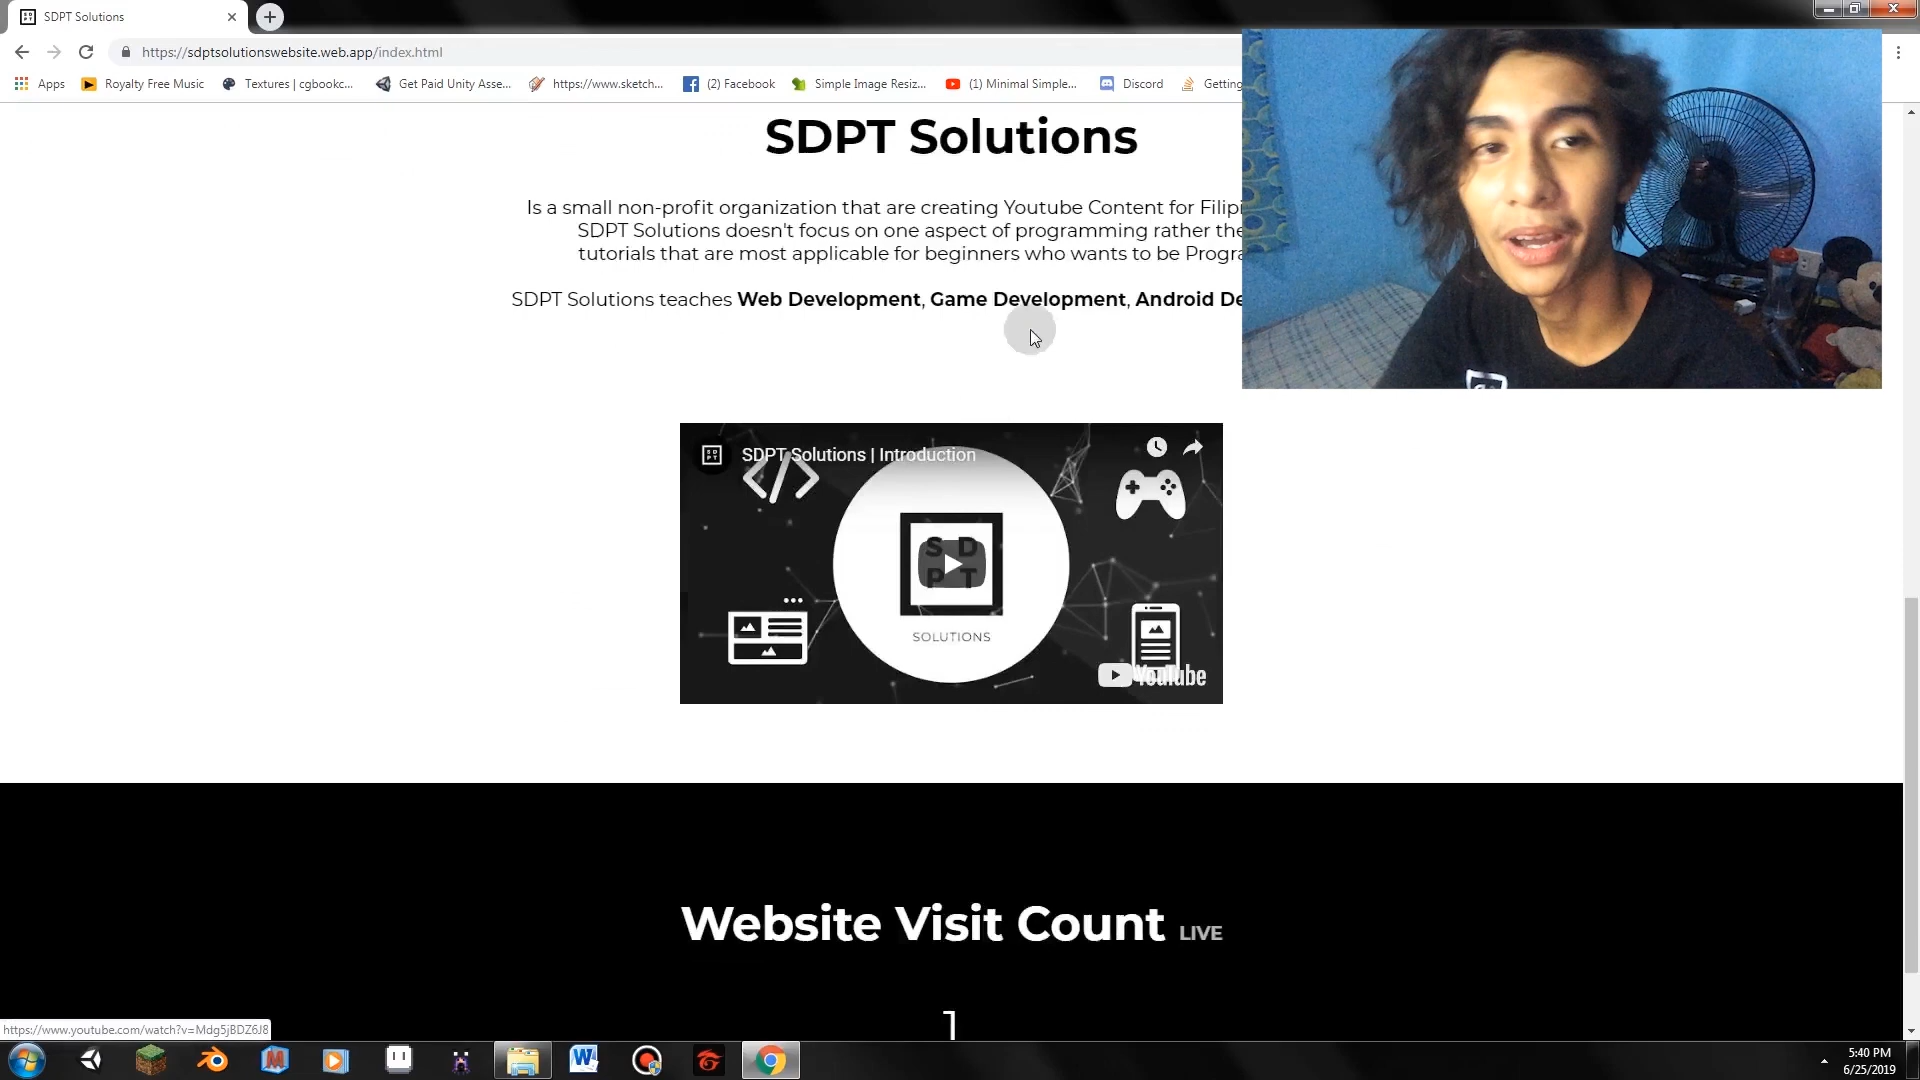 SDPT Solutions
https://sdptsolutionswebsite.web.app/index.html
Apps
Royalty Free Music
Textures | cgbookc...
Get Paid Unity Asse...
https://www.sketch...
(2) Facebook
Simple Image Resiz...
(1) Minimal Simple...
Discord
Getting
SDPT Solutions
Is a small non-profit organization that are creating Youtube Content for Filipi
SDPT Solutions doesn't focus on one aspect of programming rather the
tutorials that are most applicable for beginners who wants to be Progra
SDPT Solutions teaches Web Development, Game Development, Android De
SDPT Solutions | Introduction
S D
P T
SOLUTIONS
YouTube
Website Visit Count LIVE
1
https://www.youtube.com/watch?v=Mdg5jBDZ6J8
5:40 PM
6/25/2019